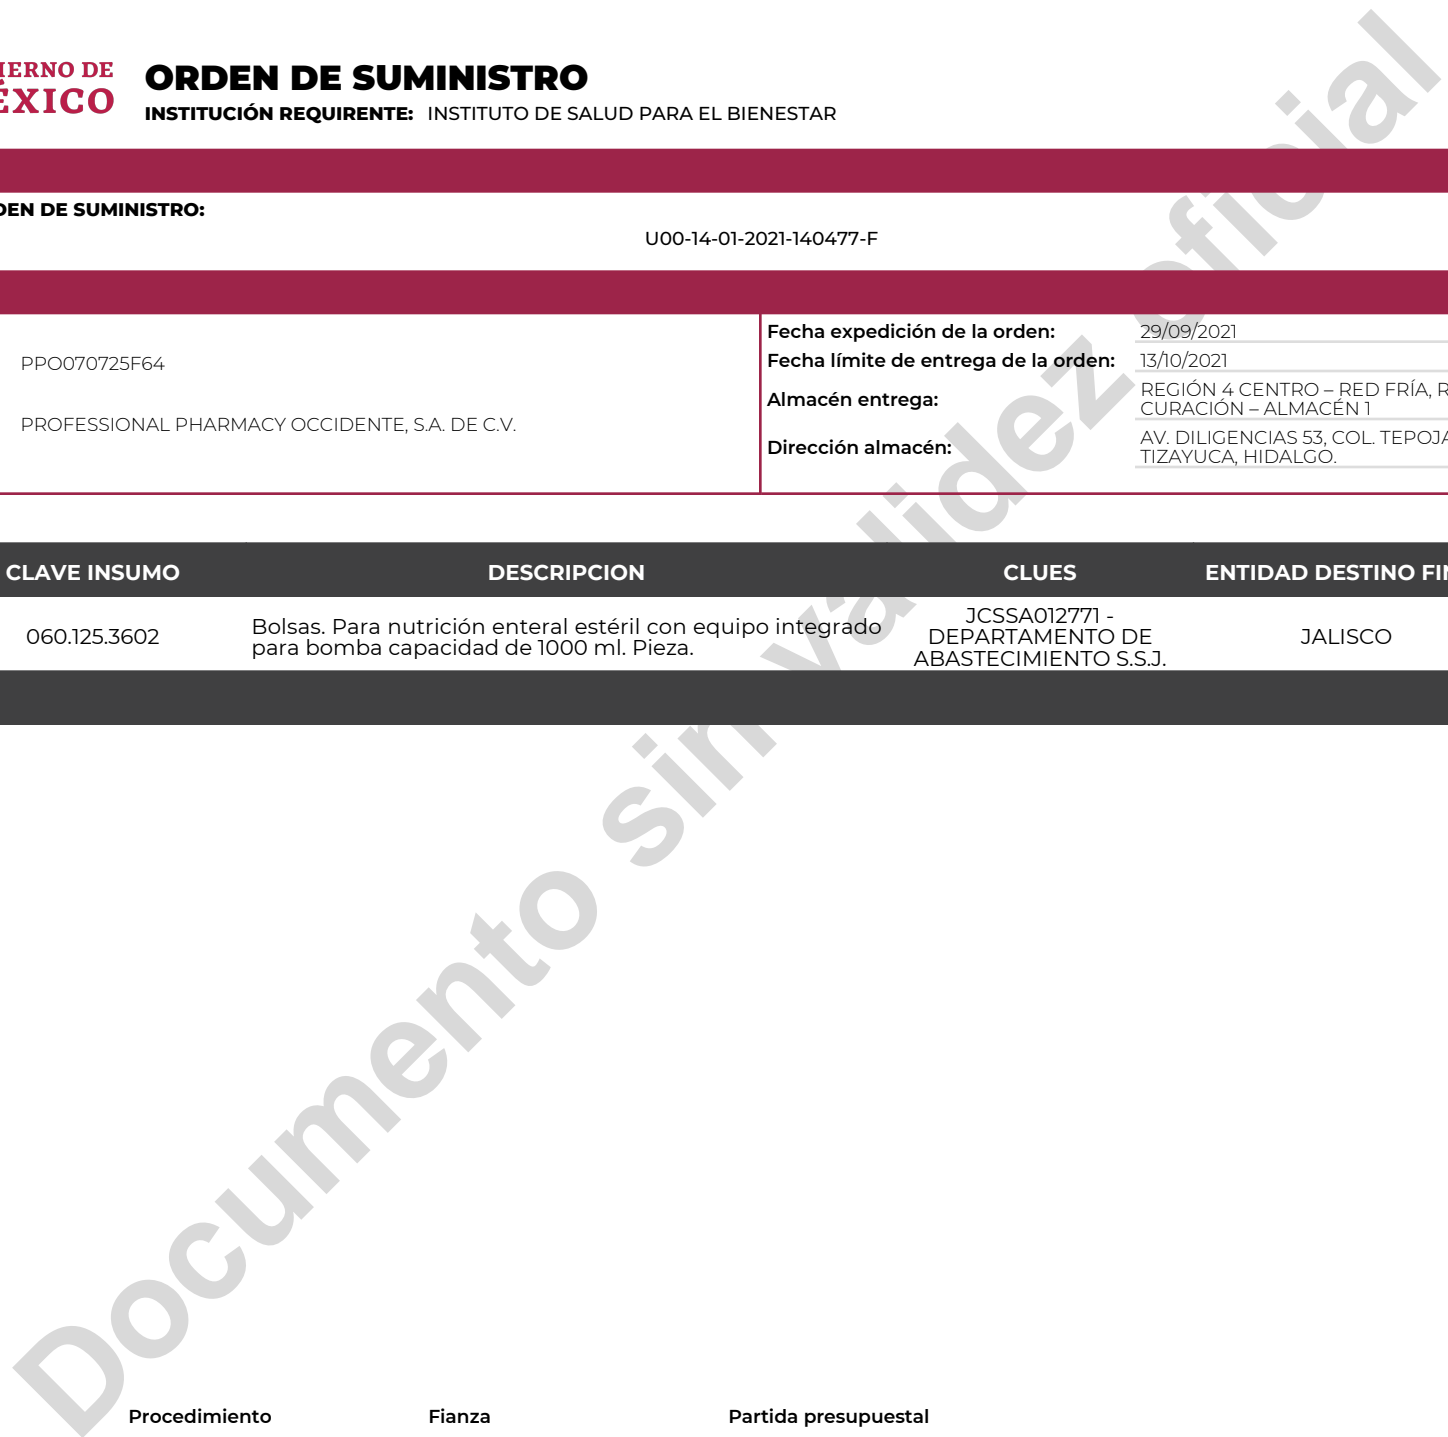 IERNO DE
ÉXICO
ORDEN DE SUMINISTRO
INSTITUCIÓN REQUIRENTE: INSTITUTO DE SALUD PARA EL BIENESTAR
DEN DE SUMINISTRO:
U00-14-01-2021-140477-F
PPO070725F64
PROFESSIONAL PHARMACY OCCIDENTE, S.A. DE C.V.
Fecha expedición de la orden: 29/09/2021
Fecha límite de entrega de la orden: 13/10/2021
Almacén entrega: REGIÓN 4 CENTRO – RED FRÍA, R
CURACIÓN – ALMACÉN 1
Dirección almacén: AV. DILIGENCIAS 53, COL. TEPOJA
TIZAYUCA, HIDALGO.
CLAVE INSUMO DESCRIPCION CLUES ENTIDAD DESTINO FIN
060.125.3602
Bolsas. Para nutrición enteral estéril con equipo integrado
para bomba capacidad de 1000 ml. Pieza.
JCSSA012771 -
DEPARTAMENTO DE
ABASTECIMIENTO S.S.J.
JALISCO
Documento sin validez oficial
Procedimiento Fianza Partida presupuestal